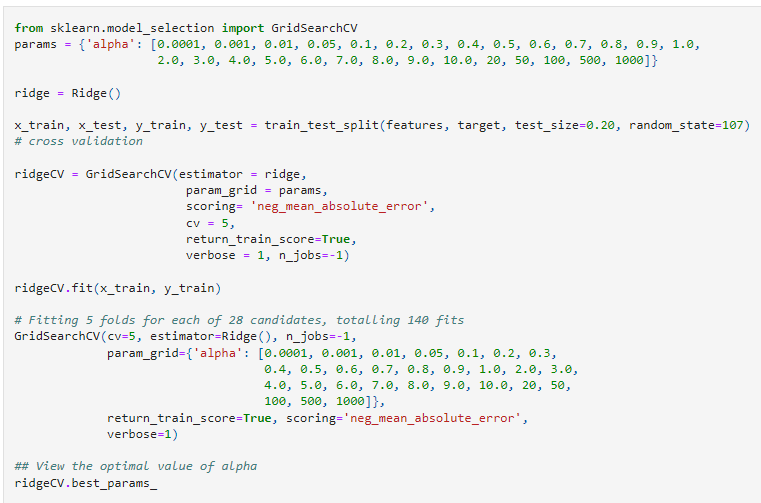 from sklearn.model_selection import GridSearchCV
params = {'alpha': [0.0001, 0.001, 0.01, 0.05, 0.1, 0.2, 0.3, 0.4, 0.5, 0.6, 0.7, 0.8, 0.9, 1.0,
                    2.0, 3.0, 4.0, 5.0, 6.0, 7.0, 8.0, 9.0, 10.0, 20, 50, 100, 500, 1000]}
ridge = Ridge()
x_train, x_test, y_train, y_test = train_test_split(features, target, test_size=0.20, random_state=107)
# cross validation
ridgeCV = GridSearchCV(estimator = ridge,
                        param_grid = params,
                        scoring= 'neg_mean_absolute_error',
                        cv = 5,
                        return_train_score=True,
                        verbose = 1, n_jobs=-1)
ridgeCV.fit(x_train, y_train)
# Fitting 5 folds for each of 28 candidates, totalling 140 fits
GridSearchCV(cv=5, estimator=Ridge(), n_jobs=-1,
             param_grid={'alpha': [0.0001, 0.001, 0.01, 0.05, 0.1, 0.2, 0.3,
                                   0.4, 0.5, 0.6, 0.7, 0.8, 0.9, 1.0, 2.0, 3.0,
                                   4.0, 5.0, 6.0, 7.0, 8.0, 9.0, 10.0, 20, 50,
                                   100, 500, 1000]},
             return_train_score=True, scoring='neg_mean_absolute_error',
             verbose=1)
## View the optimal value of alpha
ridgeCV.best_params_